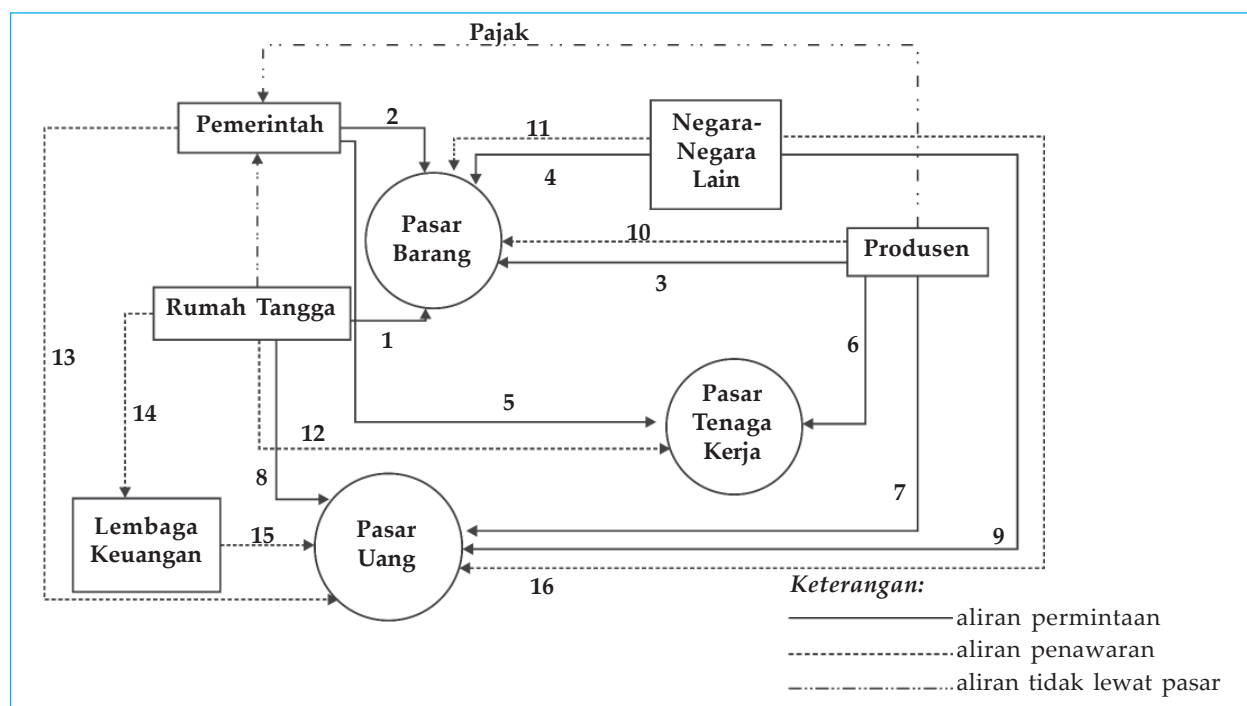 Pajak
2
Pemerintah
11
Negara-
Negara
Lain
4
Pasar
Barang
10
Produsen
3
Rumah Tangga
1
13
6
14
5
Pasar
Tenaga
Kerja
12
8
7
Lembaga
Keuangan
15
Pasar
Uang
9
16
Keterangan:
aliran permintaan
aliran penawaran
aliran tidak lewat pasar